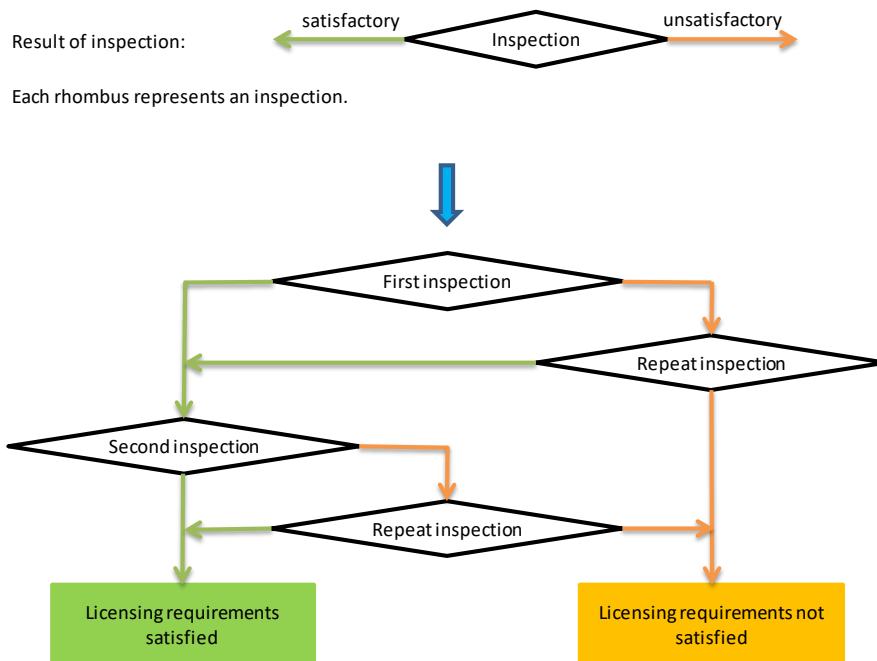 satisfactory
unsatisfactory
Result of inspection:
Inspection
Each rhombus represents an inspection.
First inspection
Repeat inspection
Second inspection
Repeat inspection
Licensing requirements
satisfied
Licensing requirements not
satisfied